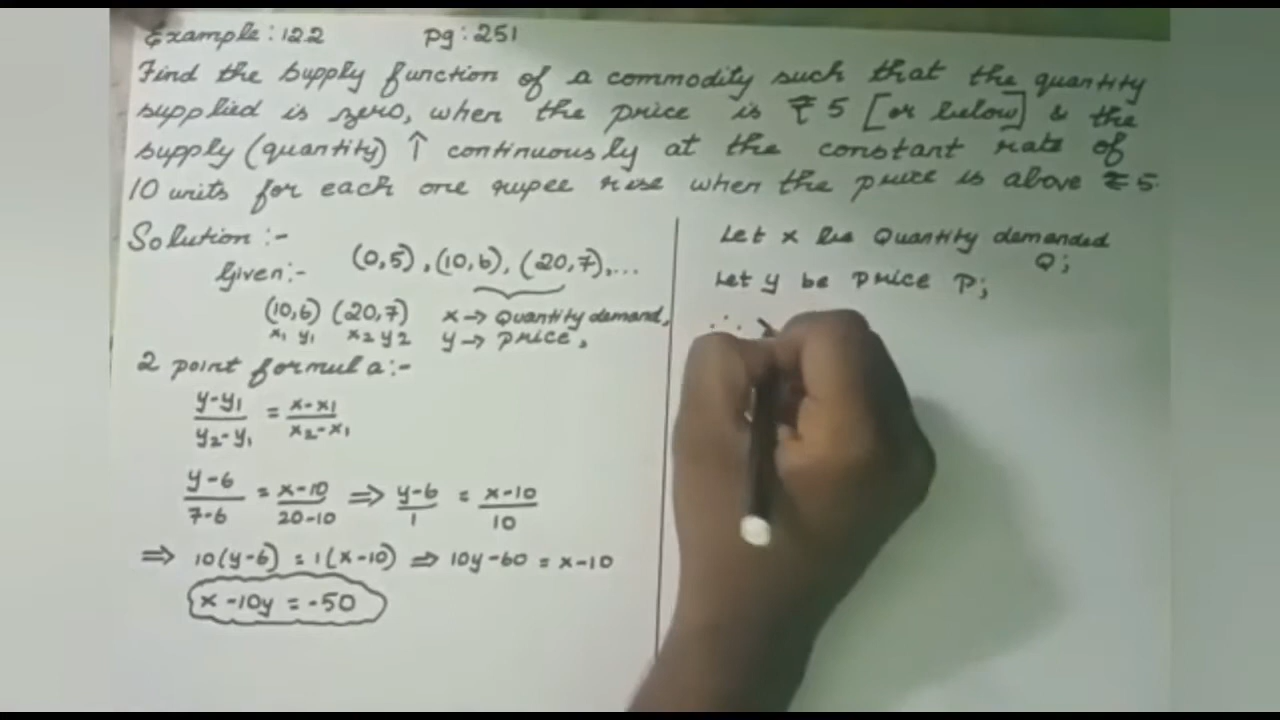 Example: 122 pg: 251
Find the supply function of a commodity such that the quantity
supplied is zero, when the price is ₹ 5 [or below] & the
supply (quantity) ↑ continuously at the constant rate of
10 units for each one rupee rise when the price is above ₹ 5.
Solution :-
Given:- (0,5), (10,6), (20,7), ...
(10,6) (20,7) x → Quantity demand,
x₁ y₁ x₂ y₂ y → price,
2 point formula:-
y-y₁/y₂-y₁ = x-x₁/x₂-x₁
y-6/7-6 = x-10/20-10 ⇒ y-6/1 = x-10/10
⇒ 10(y-6) = 1(x-10) ⇒ 10y-60 = x-10
x-10y = -50
Let x be Quantity demanded
Q;
Let y be price P;
∴